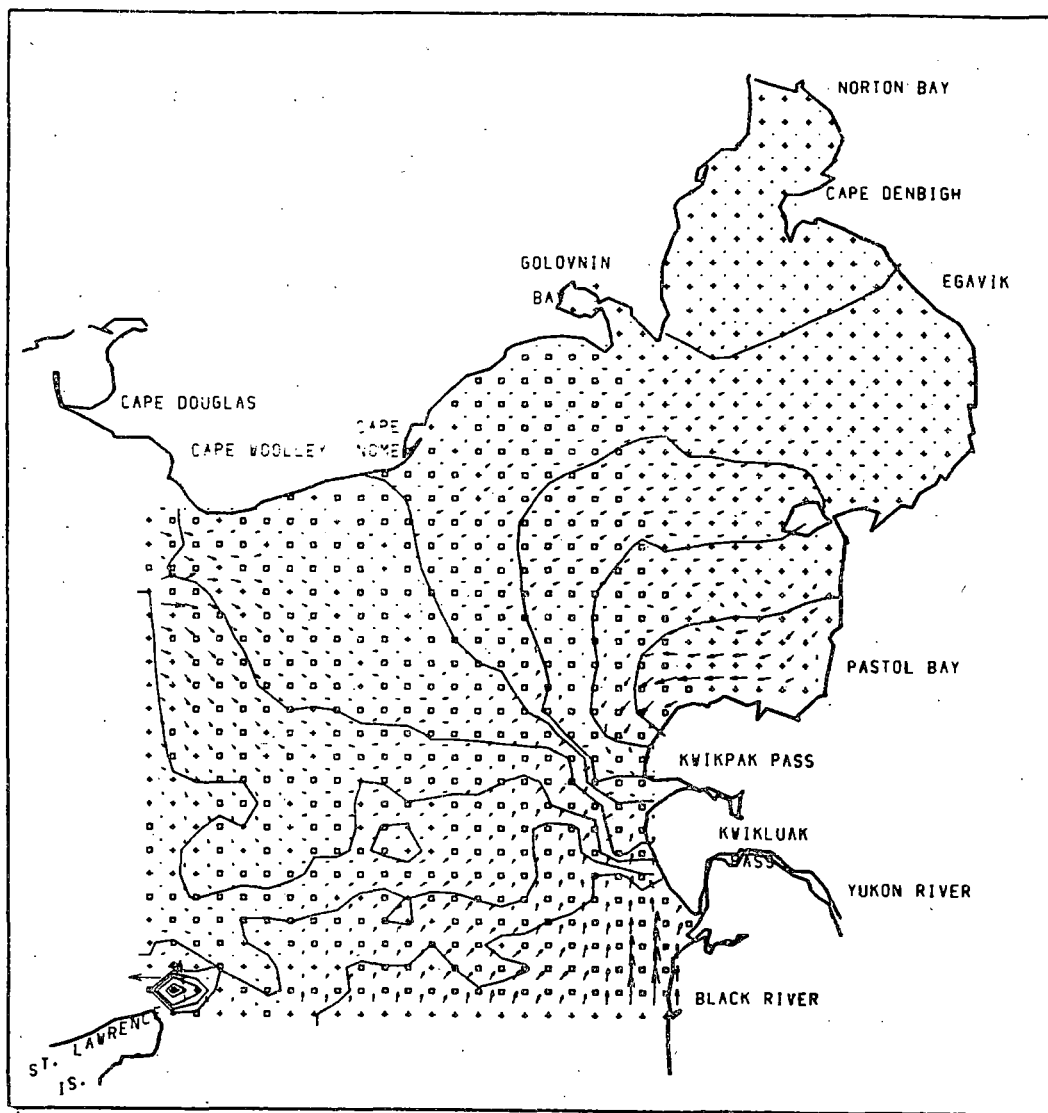 NORTON BAY
CAPE DENBIGH
GOLOVNIN
BAY
EGAVIK
CAPE DOUGLAS
CAPE
CAPE WOOLLEY NOME
PASTOL BAY
KWIKPAK PASS
KWIKLUAK
PASS
YUKON RIVER
BLACK RIVER
ST. LAWRENCE
IS.